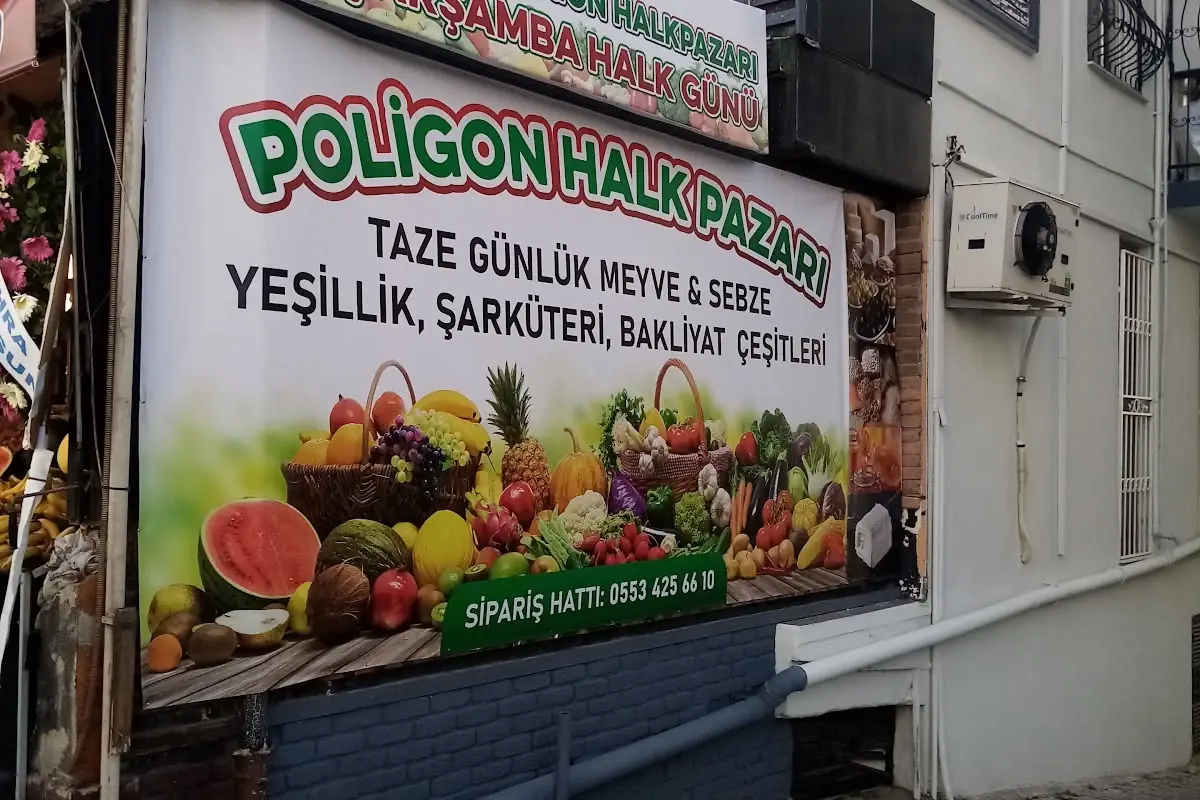 HALKPAZARI
HALK GÜNÜ
POLİGON HALK PAZARI
TAZE GÜNLÜK MEYVE & SEBZE
YEŞİLLİK, ŞARKÜTERİ, BAKLİYAT ÇEŞİTLERİ
SİPARİŞ HATTI: 0553 425 66 10
CoolTime